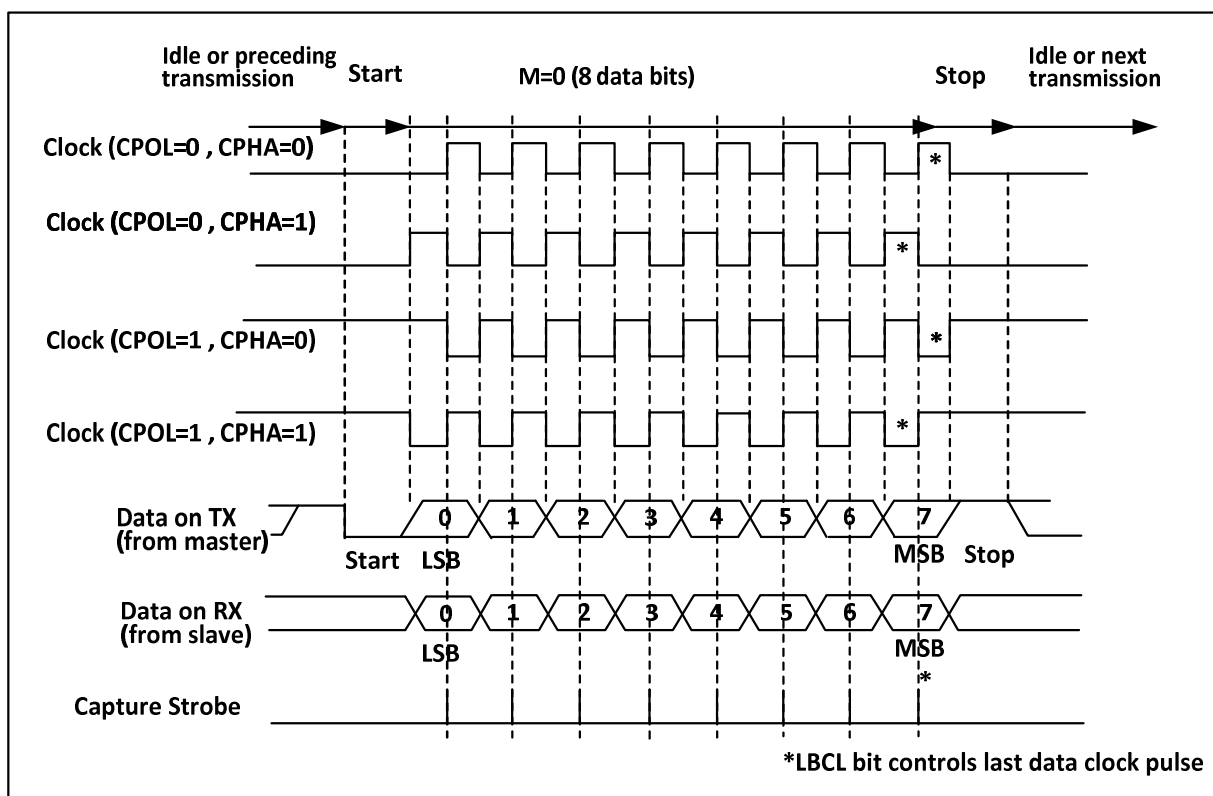 Idle or preceding
transmission
Start
M=0 (8 data bits)
Stop
Idle or next
transmission
Clock (CPOL=0 , CPHA=0)
*
Clock (CPOL=0 , CPHA=1)
*
Clock (CPOL=1 , CPHA=0)
*
Clock (CPOL=1 , CPHA=1)
*
Data on TX
(from master)
0 1 2 3 4 5 6 7
Start LSB MSB Stop
Data on RX
(from slave)
0 1 2 3 4 5 6 7
LSB MSB
*
Capture Strobe
*LBCL bit controls last data clock pulse